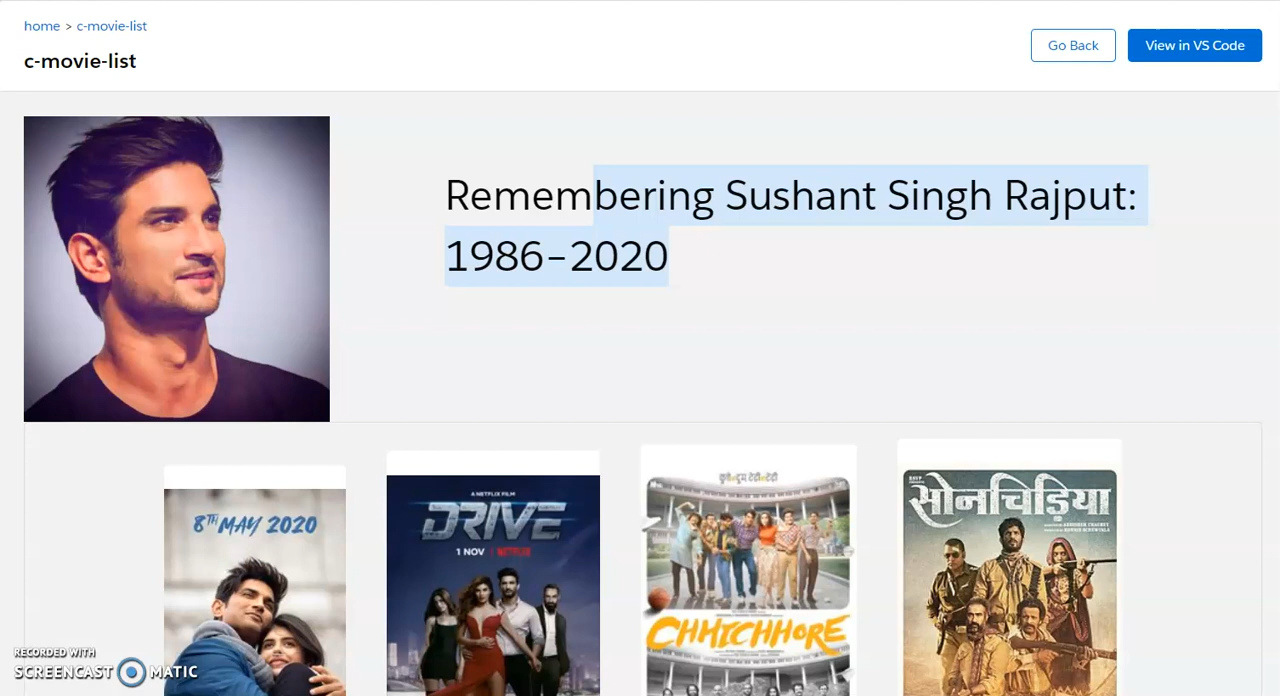 home > c-movie-list
c-movie-list
Go Back
View in VS Code
Remembering Sushant Singh Rajput:
1986–2020
8TH MAY 2020
A NETFLIX FILM
DRIVE
1 NOV | NETFLIX
CHHICHHORE
सोनचिड़िया
RECORDED WITH
SCREENCAST MATIC